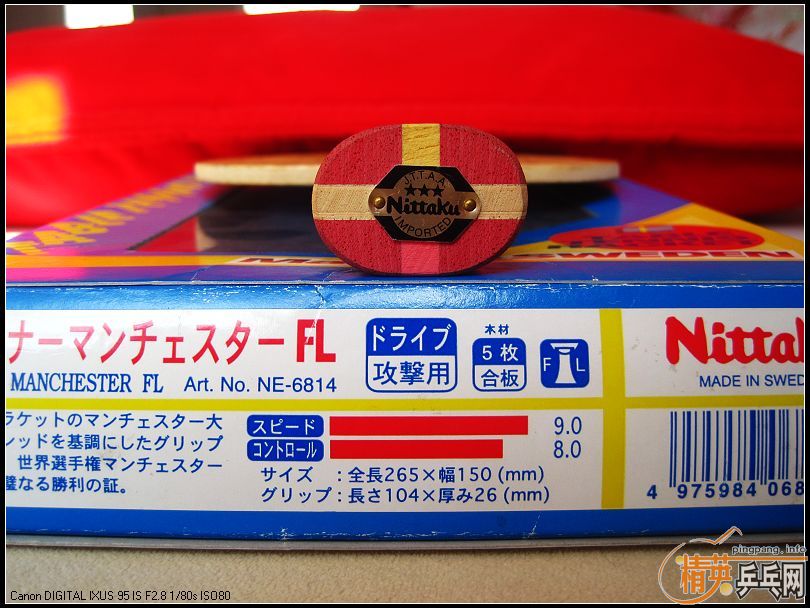 J.T.T.A.A
Nittaku
IMPORTED
SWEDEN
ナーマンチェスター FL
MANCHESTER FL Art. No. NE-6814
ドライブ
攻撃用
木材
5枚
合板
F L
Nittak
MADE IN SWED
ラケットのマンチェスター大
レッドを基調にしたグリップ
世界選手権マンチェスター
璧なる勝利の証。
スピード 9.0
コントロール 8.0
サイズ :全長265×幅150(mm)
グリップ:長さ104×厚み26(mm)
4 975984 068
pingpang.info
精英乒乓网
Canon DIGITAL IXUS 95 IS F2.8 1/80s ISO80